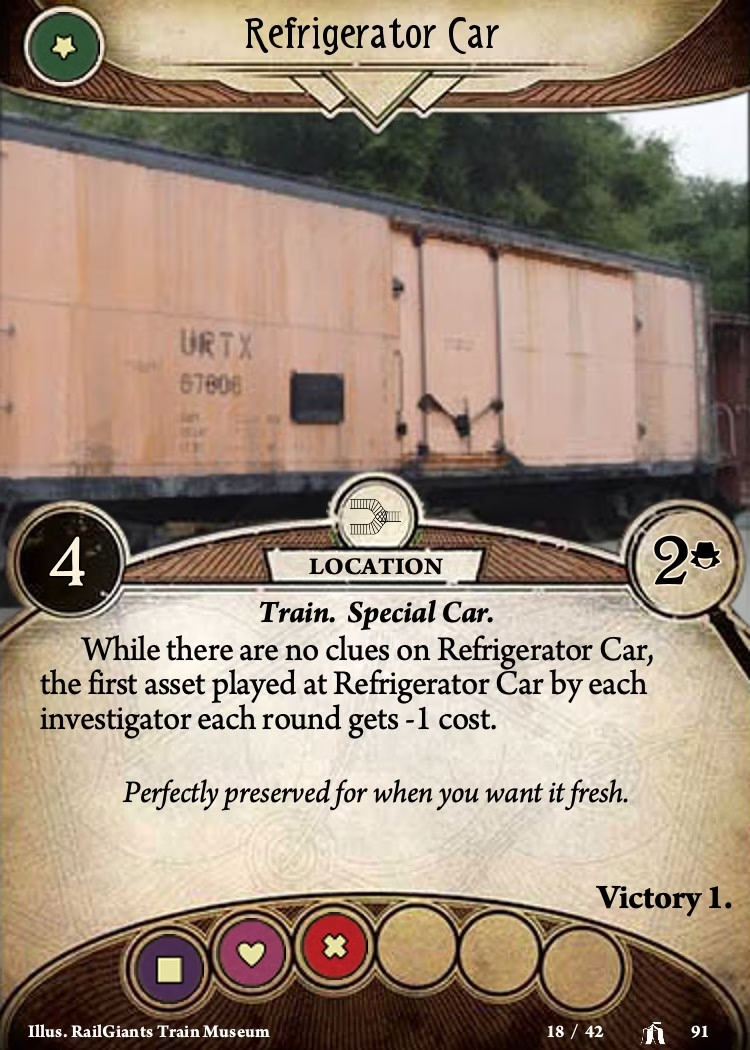 Refrigerator Car
URTX
67806
4
LOCATION
2
Train. Special Car.
While there are no clues on Refrigerator Car,
the first asset played at Refrigerator Car by each
investigator each round gets -1 cost.
Perfectly preserved for when you want it fresh.
Victory 1.
Illus. RailGiants Train Museum
18 / 42
91